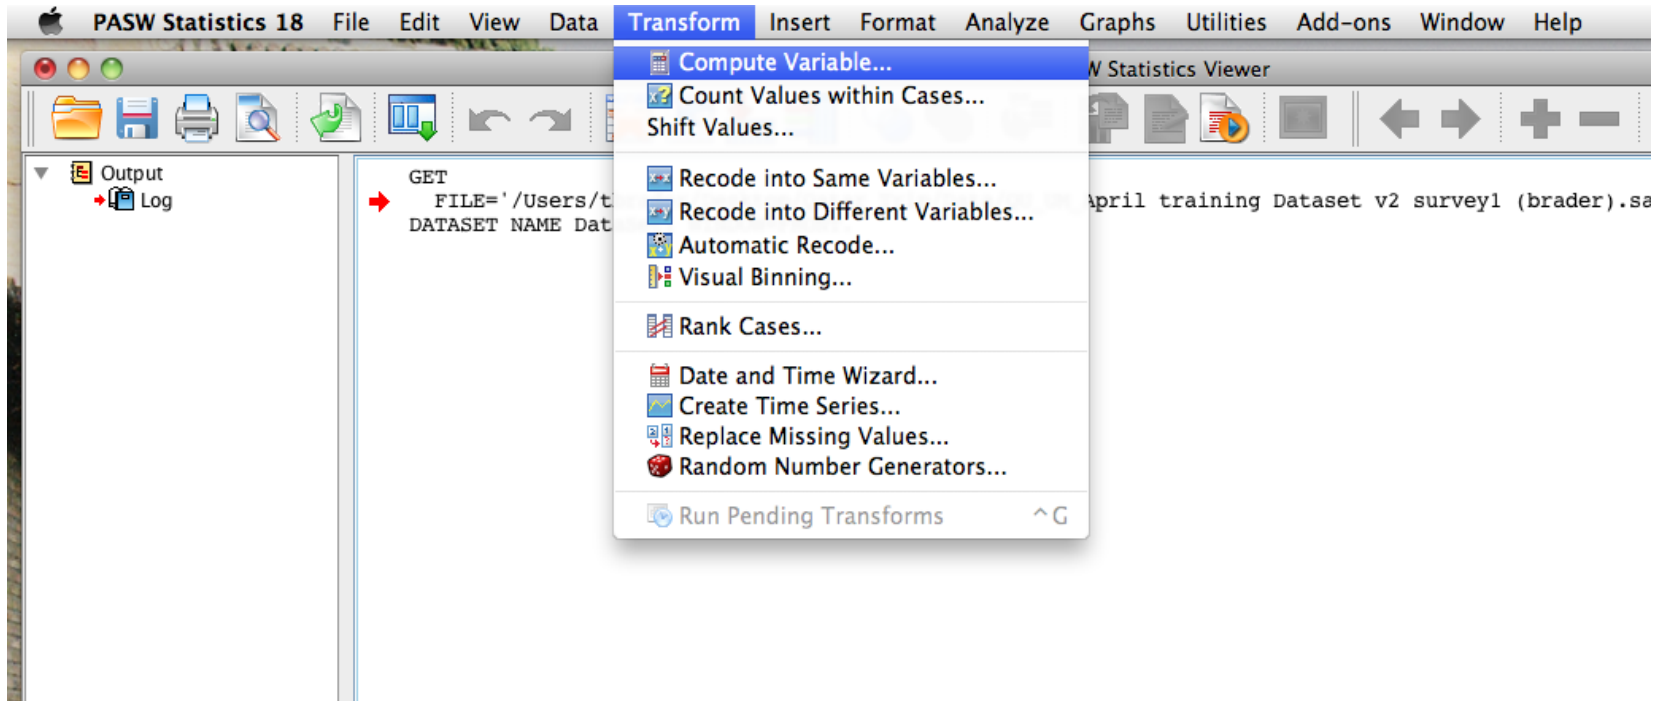 PASW Statistics 18 File Edit View Data Transform Insert Format Analyze Graphs Utilities Add-ons Window Help
Statistics Viewer
Compute Variable...
Count Values within Cases...
Shift Values...
Recode into Same Variables...
Recode into Different Variables...
Automatic Recode...
Visual Binning...
Rank Cases...
Date and Time Wizard...
Create Time Series...
Replace Missing Values...
Random Number Generators...
Run Pending Transforms ^G
Output
Log
GET
FILE='/Users/t April training Dataset v2 survey1 (brader).sa
DATASET NAME Dat